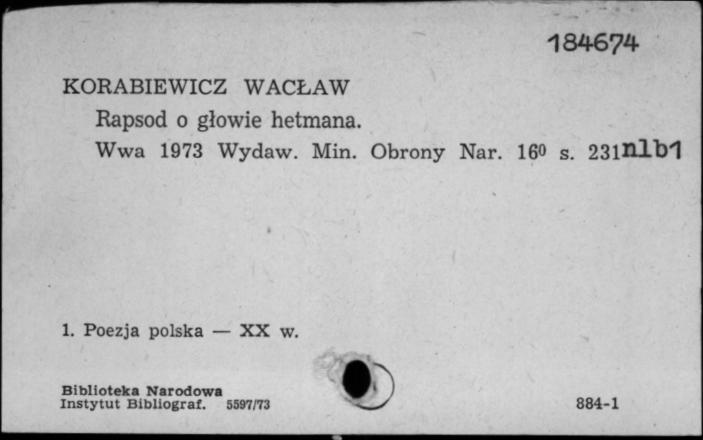 184674
KORABIEWICZ WACŁAW
Rapsod o głowie hetmana.
Wwa 1973 Wydaw. Min. Obrony Nar. 16⁰ s. 231nlb1
1. Poezja polska — XX w.
Biblioteka Narodowa
Instytut Bibliograf. 5597/73
884-1